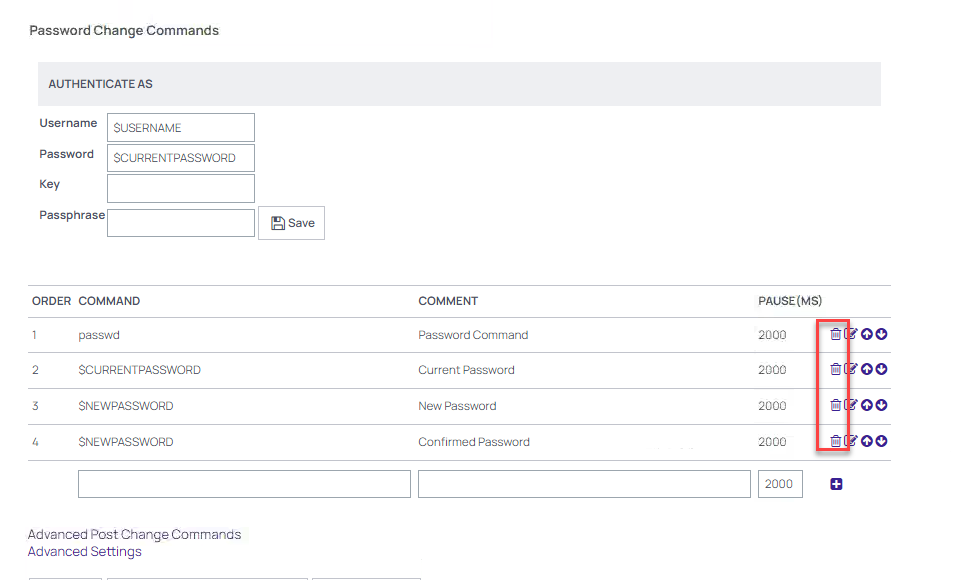 Password Change Commands
AUTHENTICATE AS
Username $USERNAME
Password $CURRENTPASSWORD
Key
Passphrase Save
ORDER COMMAND COMMENT PAUSE(MS)
1 passwd Password Command 2000
2 $CURRENTPASSWORD Current Password 2000
3 $NEWPASSWORD New Password 2000
4 $NEWPASSWORD Confirmed Password 2000
2000
Advanced Post Change Commands
Advanced Settings